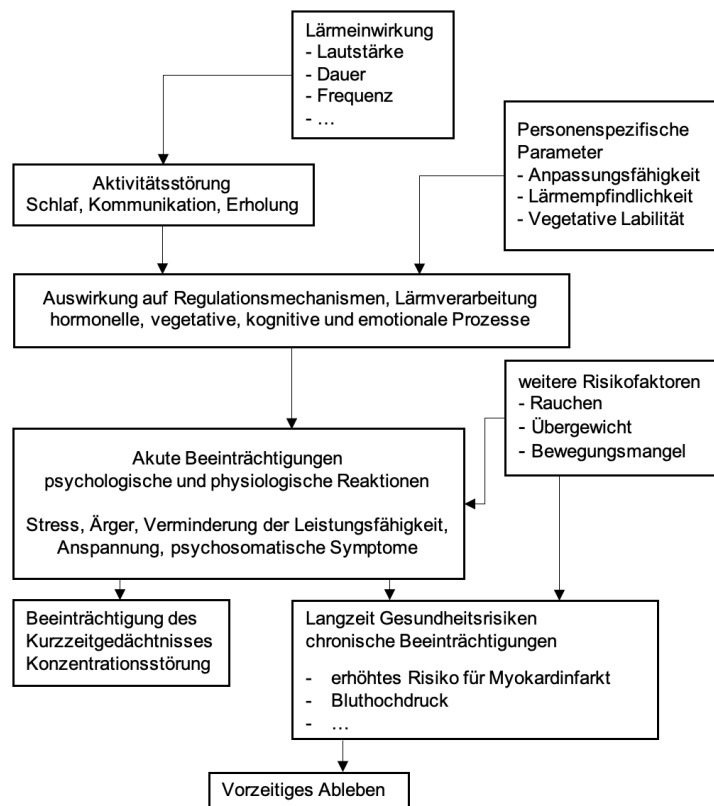 Lärmeinwirkung
- Lautstärke
- Dauer
- Frequenz
- …
Personenspezifische
Parameter
- Anpassungsfähigkeit
- Lärmempfindlichkeit
- Vegetative Labilität
Aktivitätsstörung
Schlaf, Kommunikation, Erholung
Auswirkung auf Regulationsmechanismen, Lärmverarbeitung
hormonelle, vegetative, kognitive und emotionale Prozesse
weitere Risikofaktoren
- Rauchen
- Übergewicht
- Bewegungsmangel
Akute Beeinträchtigungen
psychologische und physiologische Reaktionen
Stress, Ärger, Verminderung der Leistungsfähigkeit,
Anspannung, psychosomatische Symptome
Beeinträchtigung des
Kurzzeitgedächtnisses
Konzentrationsstörung
Langzeit Gesundheitsrisiken
chronische Beeinträchtigungen
- erhöhtes Risiko für Myokardinfarkt
- Bluthochdruck
- …
Vorzeitiges Ableben